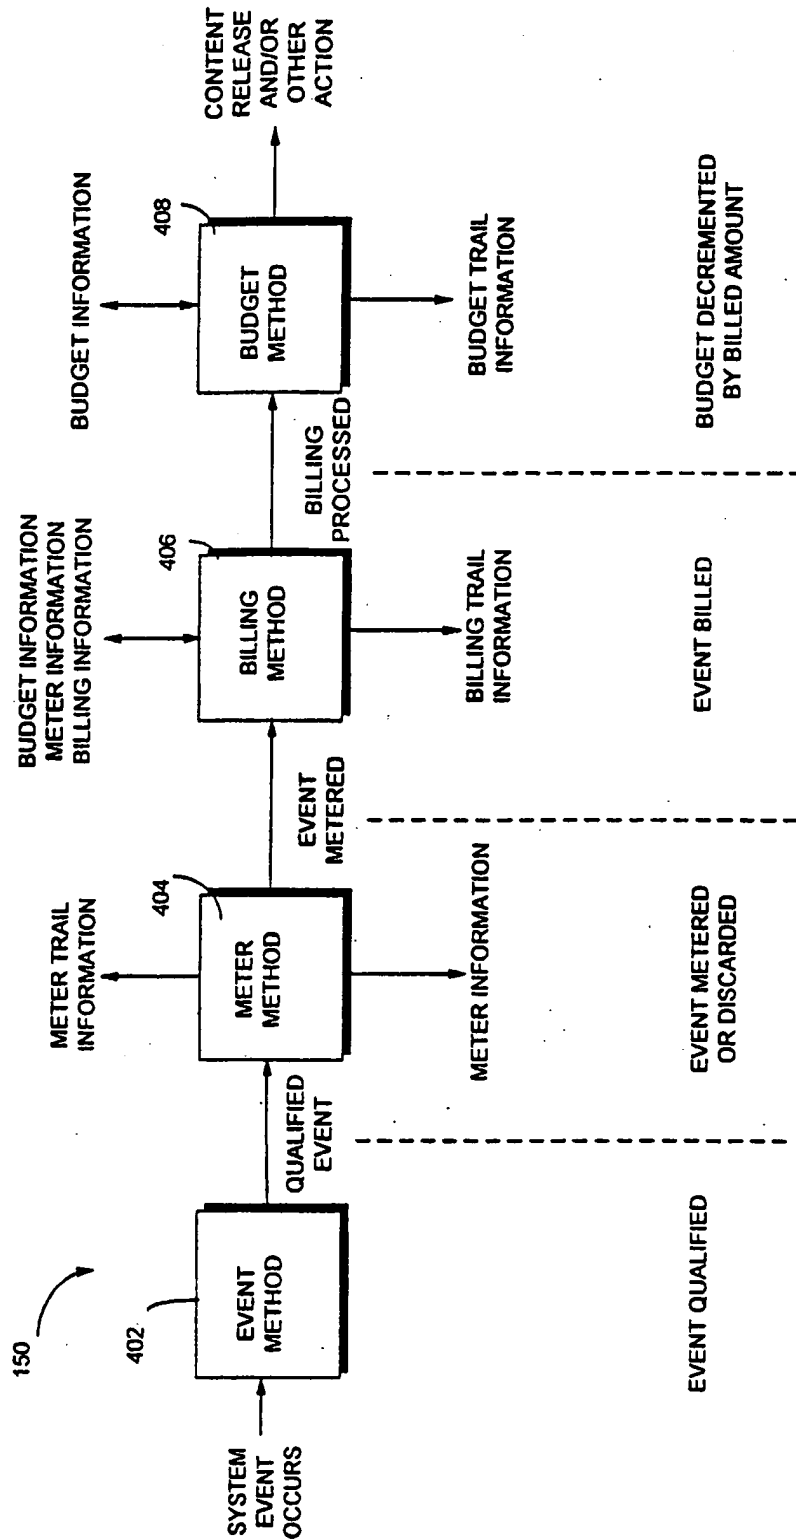 150
SYSTEM
EVENT
OCCURS
402
EVENT
METHOD
QUALIFIED
EVENT
METER TRAIL
INFORMATION
404
METER
METHOD
METER INFORMATION
EVENT
METERED
BUDGET INFORMATION
METER INFORMATION
BILLING INFORMATION
406
BILLING
METHOD
BILLING TRAIL
INFORMATION
BILLING
PROCESSED
BUDGET INFORMATION
408
BUDGET
METHOD
BUDGET TRAIL
INFORMATION
CONTENT
RELEASE
AND/OR
OTHER
ACTION
EVENT QUALIFIED
EVENT METERED
OR DISCARDED
EVENT BILLED
BUDGET DECREMENTED
BY BILLED AMOUNT